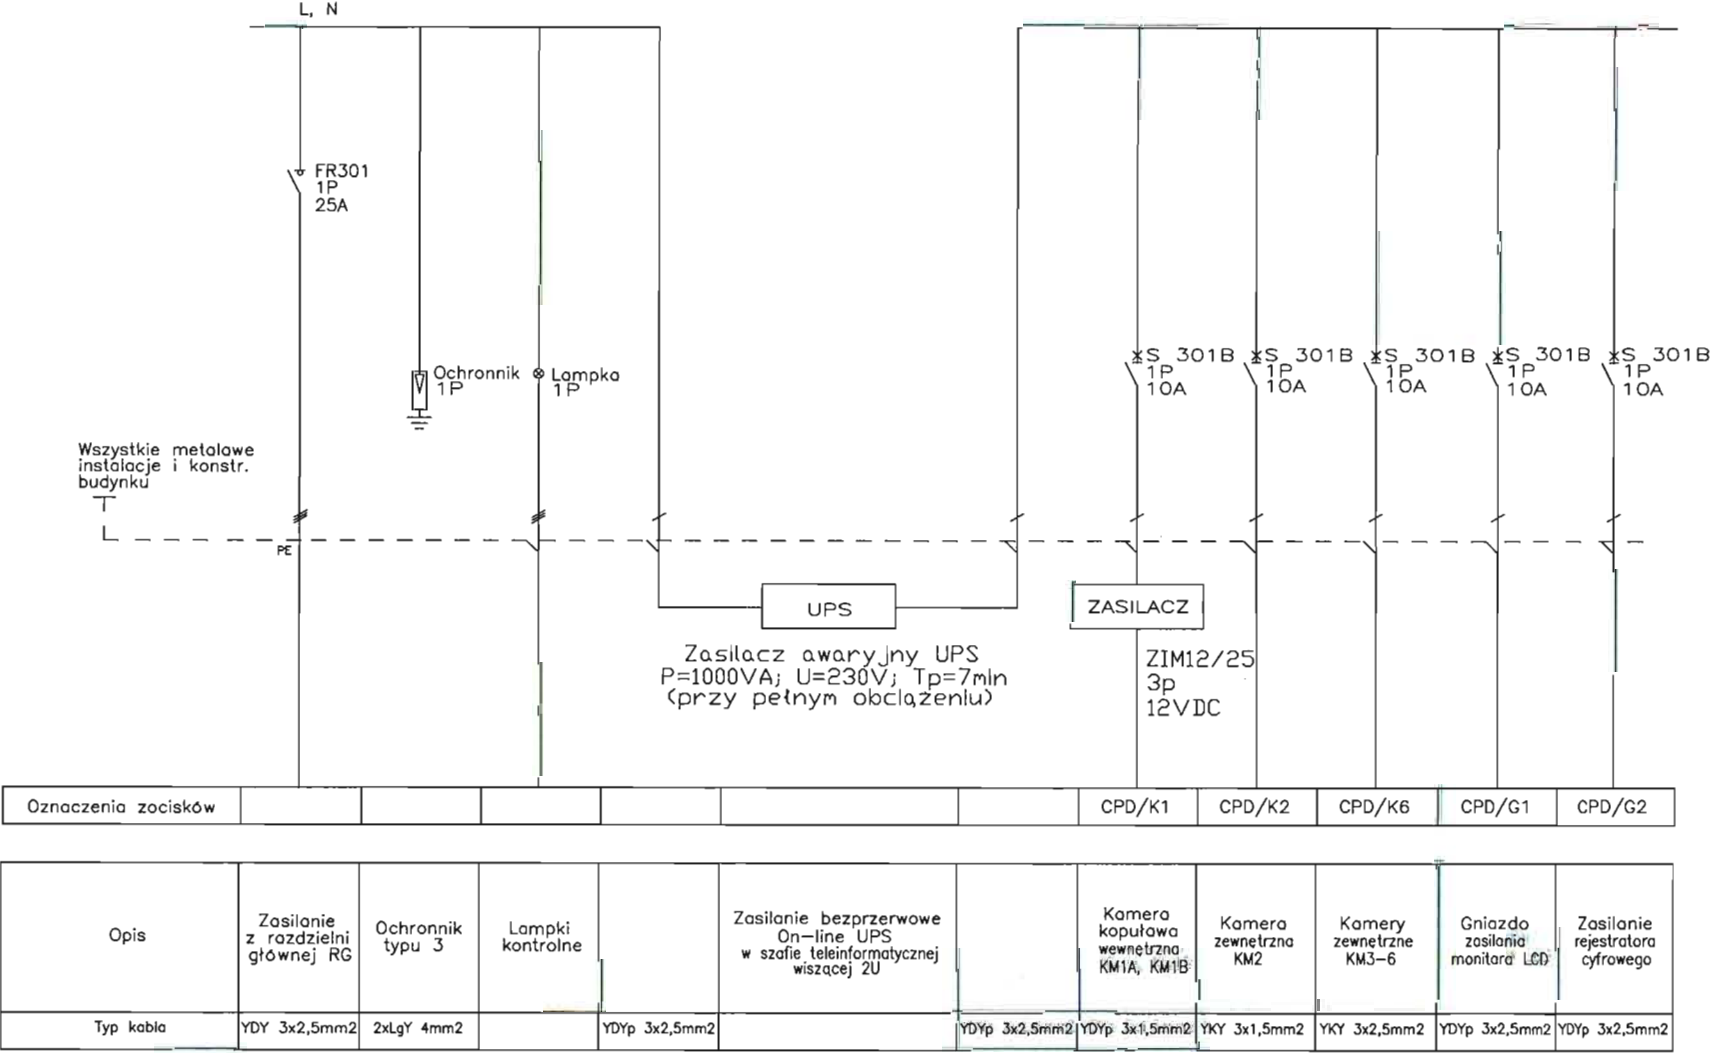 L, N
FR301
1P
25A
Ochronnik
1P
Lampka
1P
S 301B
1P
10A
S 301B
1P
10A
S 301B
1P
10A
S 301B
1P
10A
S 301B
1P
10A
Wszystkie metalowe
instalacje i konstr.
budynku
PE
UPS
Zasilacz awaryjny UPS
P=1000VA; U=230V; Tp=7min
(przy pełnym obciążeniu)
ZASILACZ
ZIM12/25
3p
12VDC
Oznaczenia zocisków
CPD/K1
CPD/K2
CPD/K6
CPD/G1
CPD/G2
Opis
Zasilanie
z razdzielni
głównej RG
Ochronnik
typu 3
Lampki
kontrolne
Zasilanie bezprzerwowe
On-line UPS
w szafie teleinformatycznej
wiszącej 2U
Kamera
kopuława
wewnętrzna
KM1A, KM1B
Kamera
zewnętrzna
KM2
Kamery
zewnętrzne
KM3-6
Gniazdo
zasilania
monitara LCD
Zasilanie
rejestratora
cyfrowego
Typ kabla
YDY 3x2,5mm2
2xLgY 4mm2
YDYp 3x2,5mm2
YDYp 3x2,5mm2
YDYp 3x1,5mm2
YKY 3x1,5mm2
YKY 3x2,5mm2
YDYp 3x2,5mm2
YDYp 3x2,5mm2